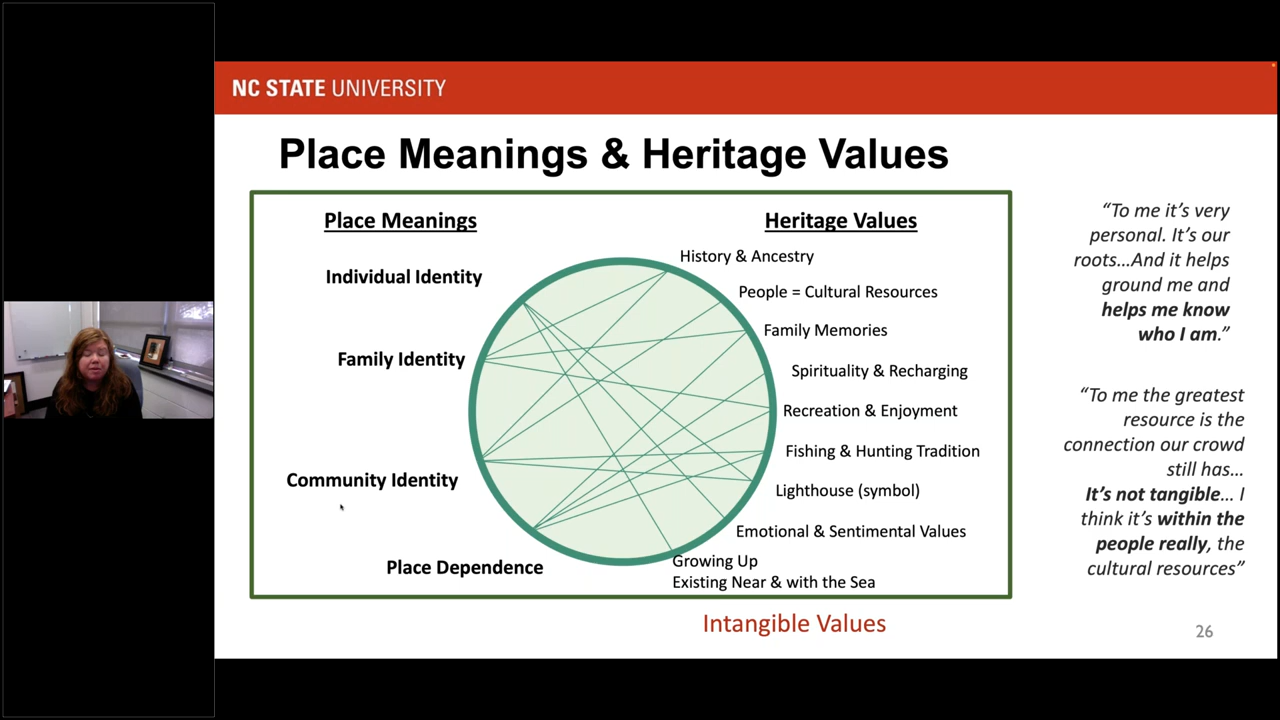 NC STATE UNIVERSITY
Place Meanings & Heritage Values
Place Meanings
Individual Identity
Family Identity
Community Identity
Place Dependence
Heritage Values
History & Ancestry
People = Cultural Resources
Family Memories
Spirituality & Recharging
Recreation & Enjoyment
Fishing & Hunting Tradition
Lighthouse (symbol)
Emotional & Sentimental Values
Growing Up
Existing Near & with the Sea
Intangible Values
“To me it’s very
personal. It’s our
roots…And it helps
ground me and
helps me know
who I am.”
“To me the greatest
resource is the
connection our crowd
still has…
It’s not tangible… I
think it’s within the
people really, the
cultural resources”
26